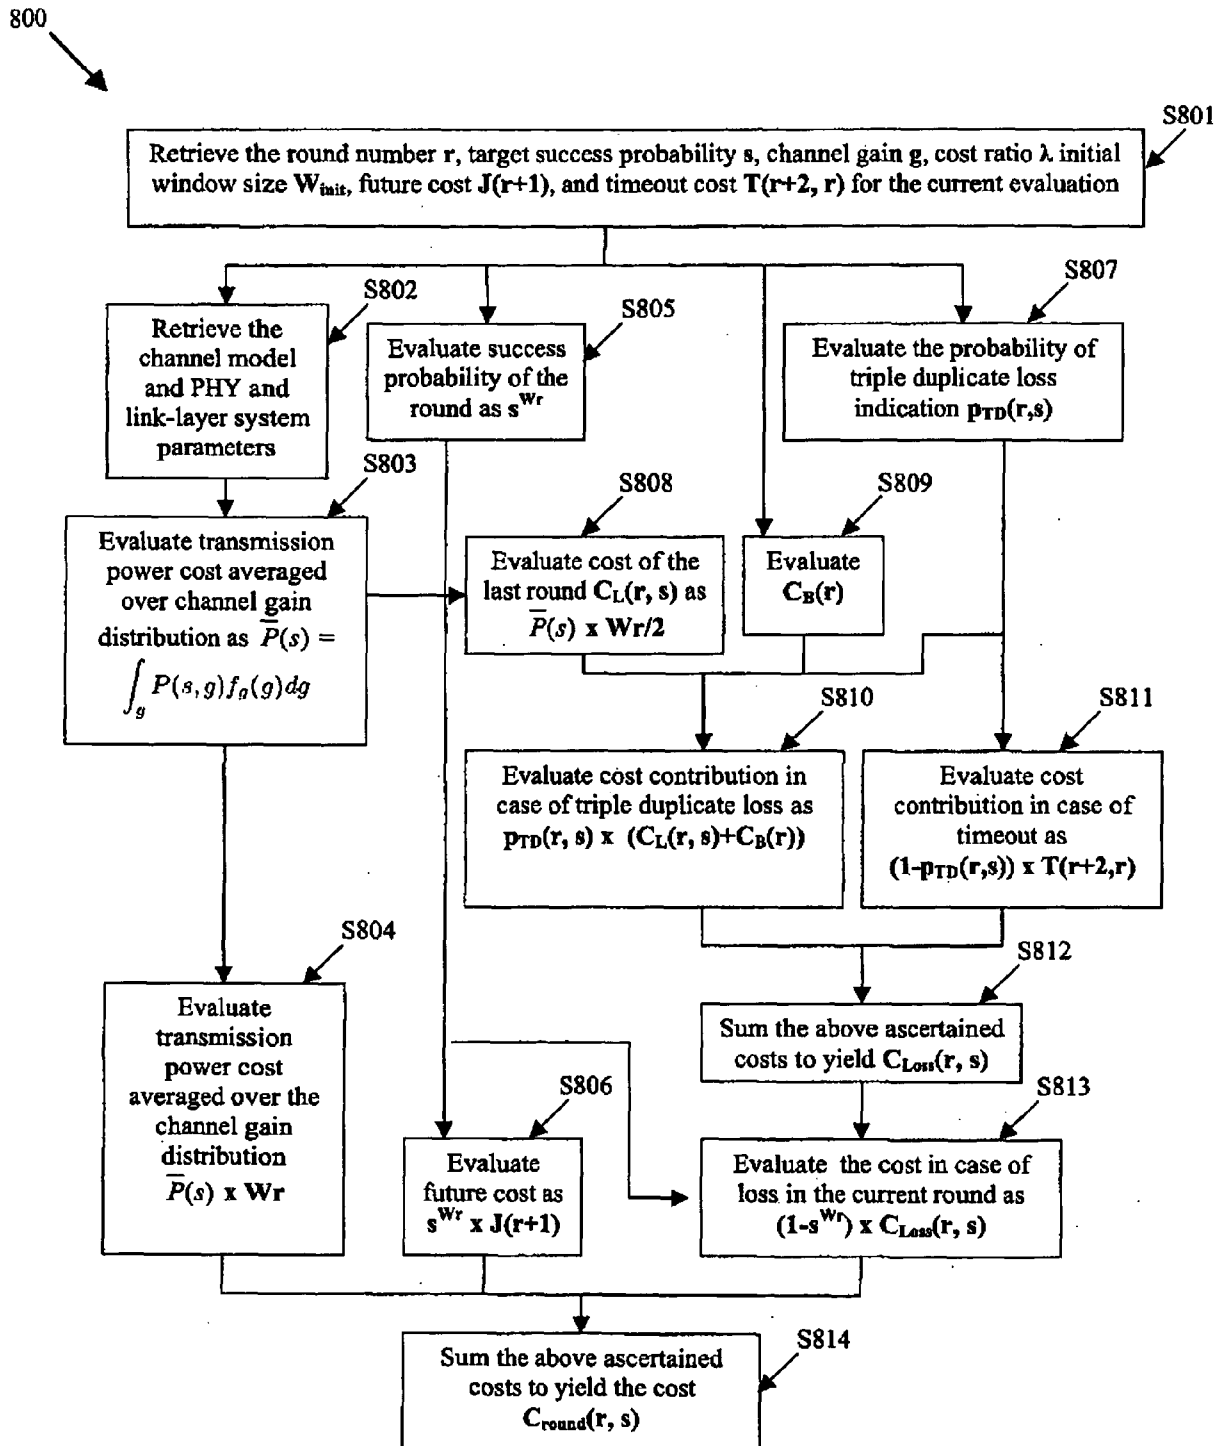 800
S801
Retrieve the round number r, target success probability s, channel gain g, cost ratio λ initial
window size Winit, future cost J(r+1), and timeout cost T(r+2, r) for the current evaluation
S802
Retrieve the
channel model
and PHY and
link-layer system
parameters
S805
Evaluate success
probability of the
round as s^Wr
S807
Evaluate the probability of
triple duplicate loss
indication pTD(r,s)
S803
Evaluate transmission
power cost averaged
over channel gain
distribution as P̅(s) =
∫g P(s,g)fg(g)dg
S808
Evaluate cost of the
last round CL(r, s) as
P̅(s) x Wr/2
S809
Evaluate
CB(r)
S810
Evaluate cost contribution in
case of triple duplicate loss as
pTD(r, s) x (CL(r, s)+CB(r))
S811
Evaluate cost
contribution in case of
timeout as
(1-pTD(r,s)) x T(r+2,r)
S804
Evaluate
transmission
power cost
averaged over the
channel gain
distribution
P̅(s) x Wr
S812
Sum the above ascertained
costs to yield CLoss(r, s)
S806
Evaluate
future cost as
s^Wr x J(r+1)
S813
Evaluate the cost in case of
loss in the current round as
(1-s^Wr) x CLoss(r, s)
S814
Sum the above ascertained
costs to yield the cost
Cround(r, s)